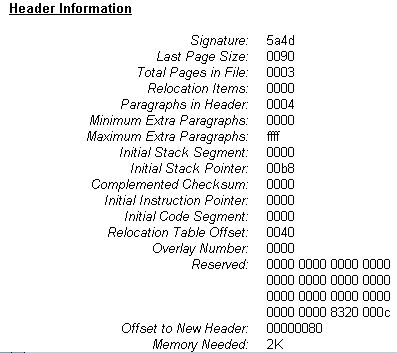 Header Information
Signature: 5a4d
Last Page Size: 0090
Total Pages in File: 0003
Relocation Items: 0000
Paragraphs in Header: 0004
Minimum Extra Paragraphs: 0000
Maximum Extra Paragraphs: ffff
Initial Stack Segment: 0000
Initial Stack Pointer: 00b8
Complemented Checksum: 0000
Initial Instruction Pointer: 0000
Initial Code Segment: 0000
Relocation Table Offset: 0040
Overlay Number: 0000
Reserved: 0000 0000 0000 0000
0000 0000 0000 0000
0000 0000 0000 0000
0000 0000 8320 000c
Offset to New Header: 00000080
Memory Needed: 2K